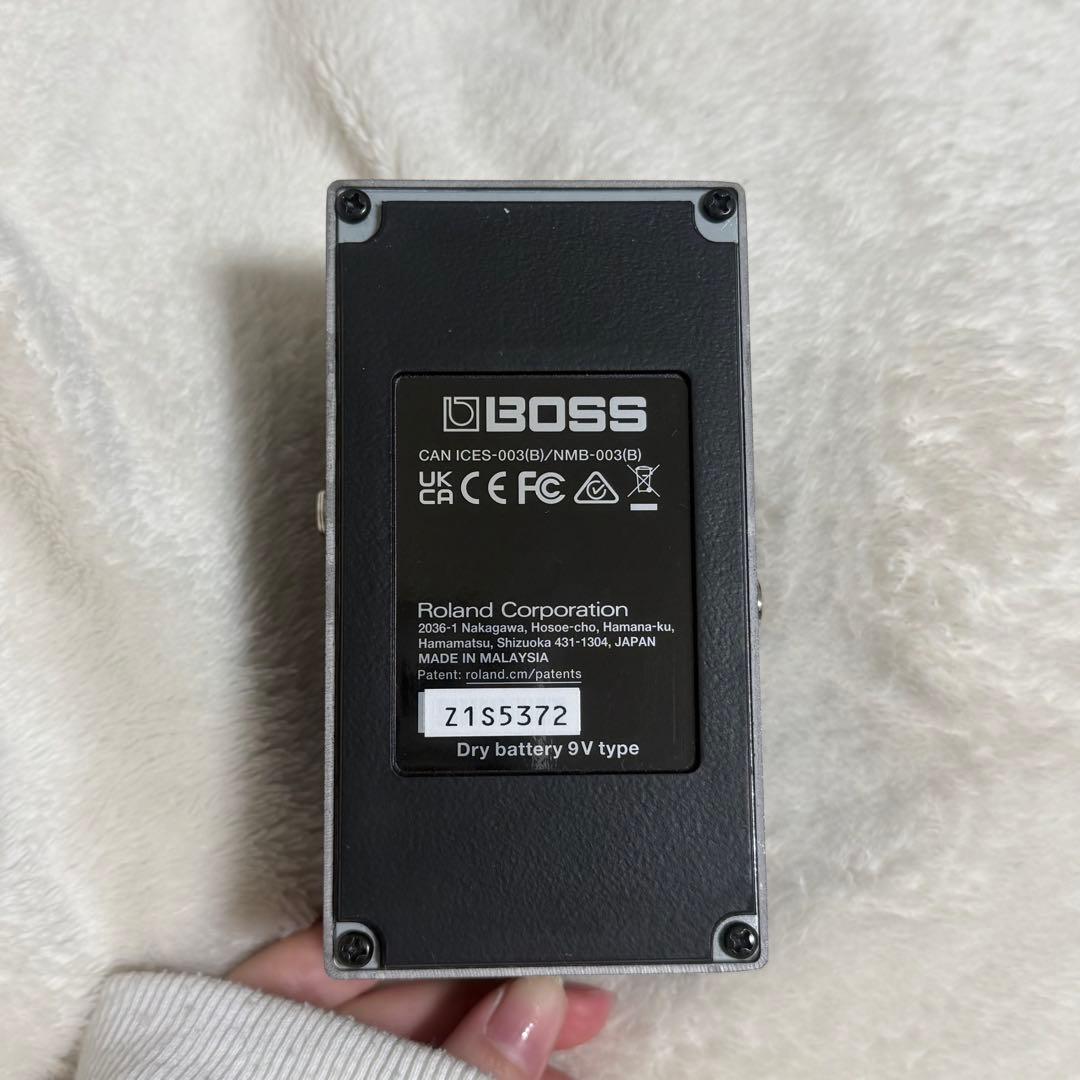 BOSS
CAN ICES-003(B)/NMB-003(B)
UK CA CE FC
Roland Corporation
2036-1 Nakagawa, Hosoe-cho, Hamana-ku,
Hamamatsu, Shizuoka 431-1304, JAPAN
MADE IN MALAYSIA
Patent: roland.cm/patents
Z1S5372
Dry battery 9V type